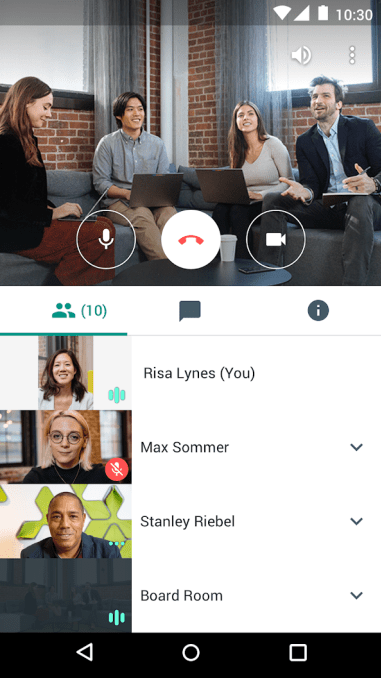 10:30
(10)
Risa Lynes (You)
Max Sommer
Stanley Riebel
Board Room